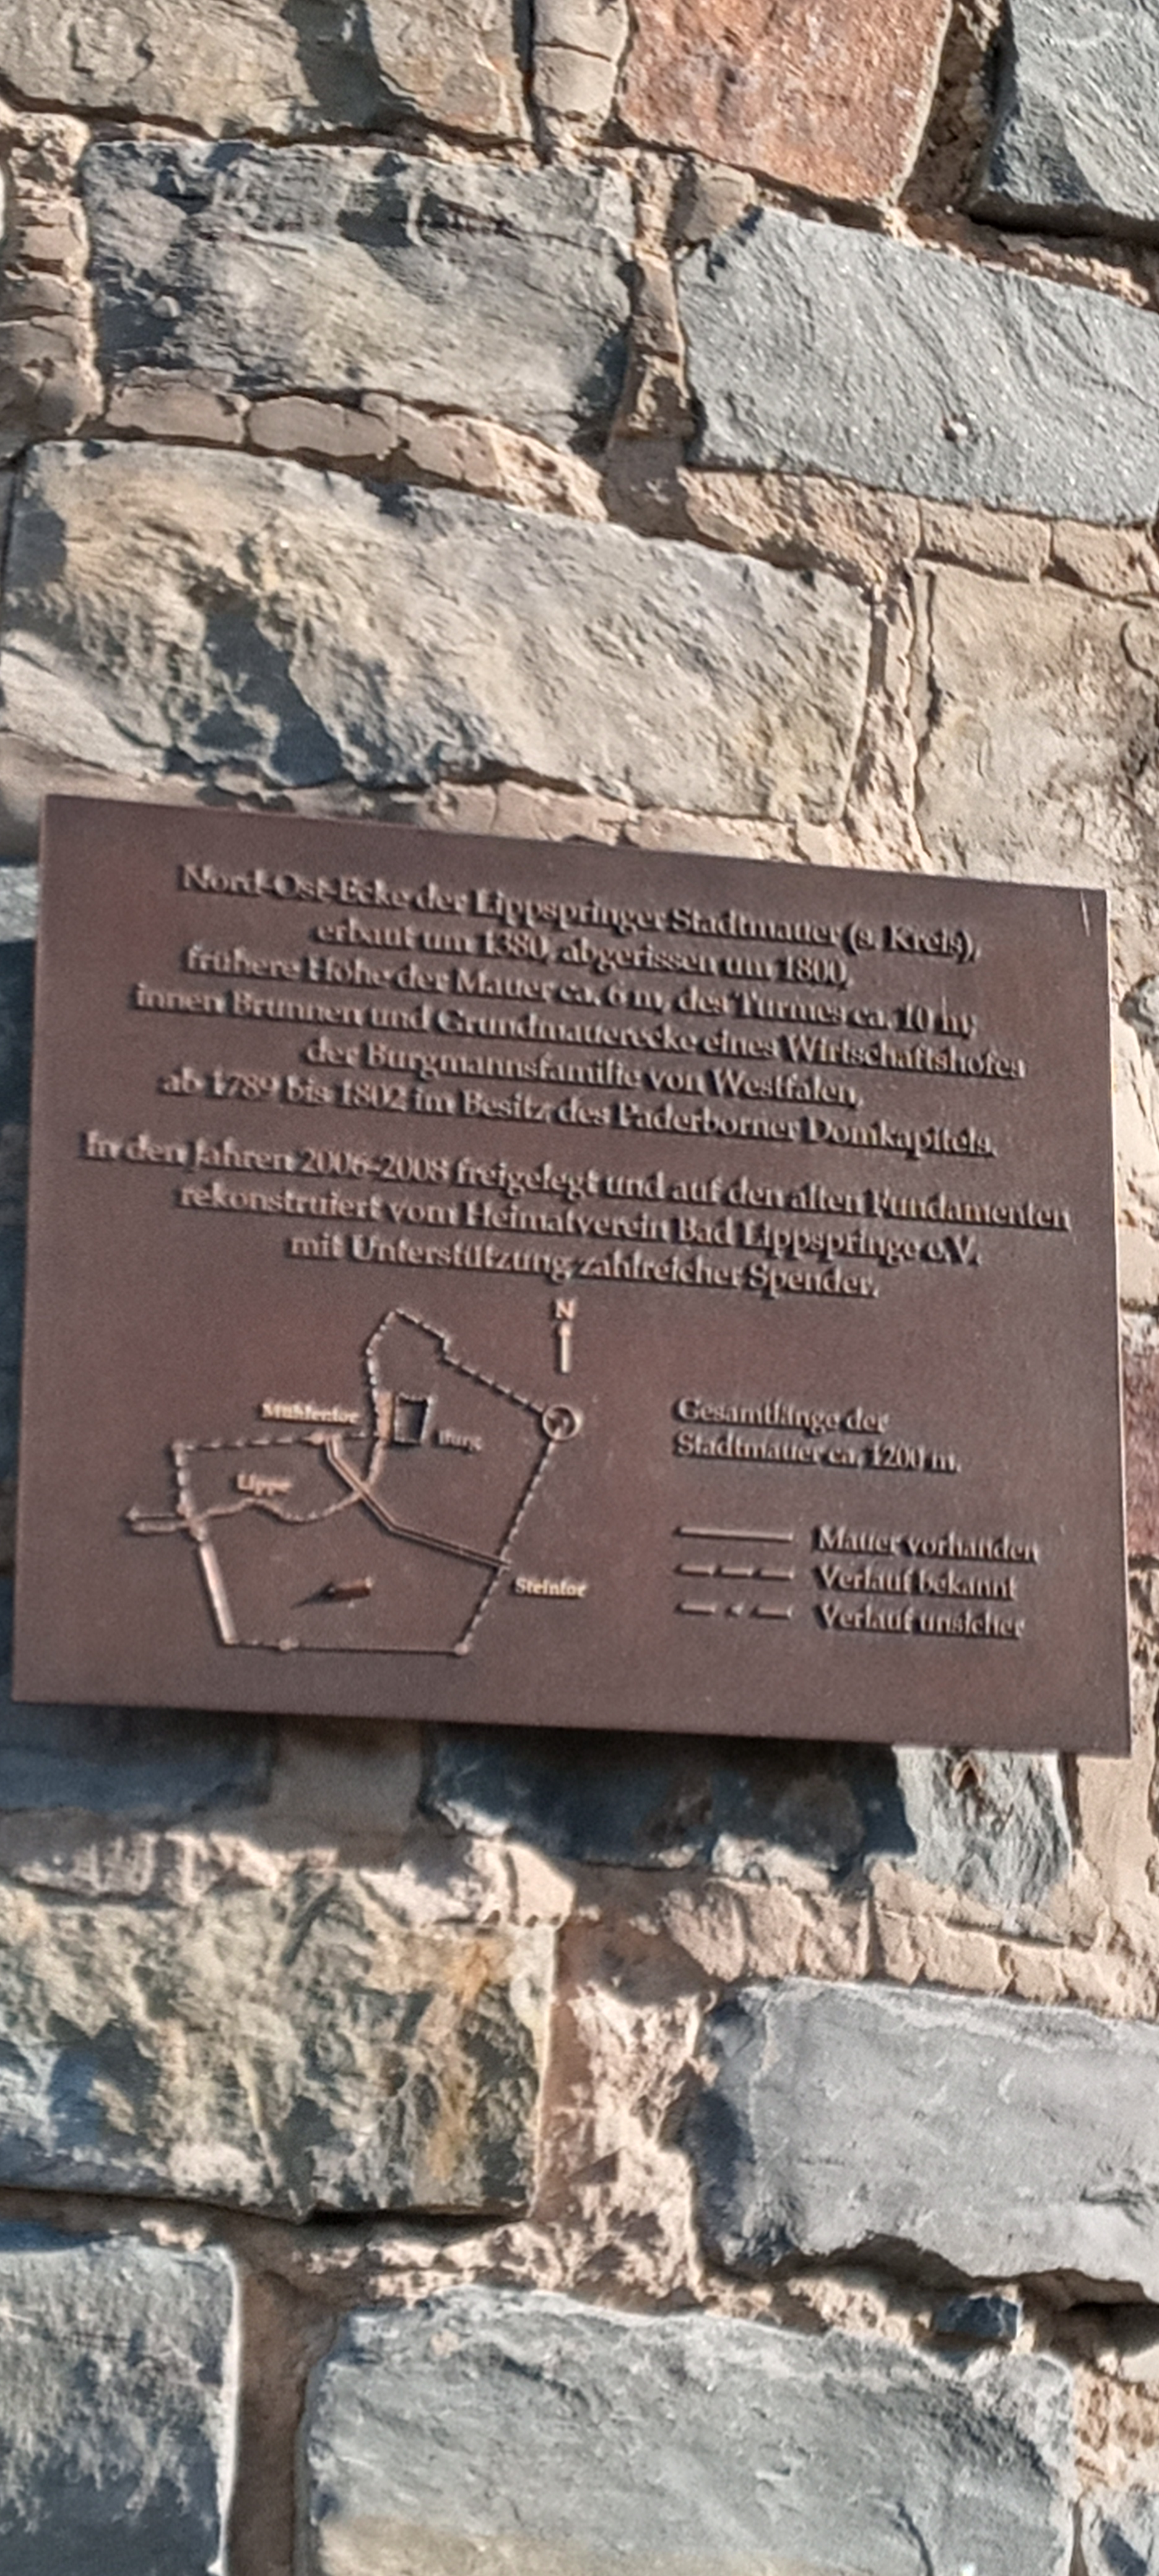 Nord-Ost-Ecke der Lippspringer Stadtmauer (s. Kreis),
erbaut um 1380, abgerissen um 1800,
frühere Höhe der Mauer ca. 6 m, des Turmes ca. 10 m;
innen Brunnen und Grundmauerecke eines Wirtschaftshofes
der Burgmannsfamilie von Westfalen,
ab 1789 bis 1802 im Besitz des Paderborner Domkapitels.
In den Jahren 2006-2008 freigelegt und auf den alten Fundamenten
rekonstruiert vom Heimatverein Bad Lippspringe e.V.
mit Unterstützung zahlreicher Spender.
N
Mühlentor
Burg
Lippe
Steintor
Gesamtlänge der
Stadtmauer ca. 1200 m.
Mauer vorhanden
Verlauf bekannt
Verlauf unsicher